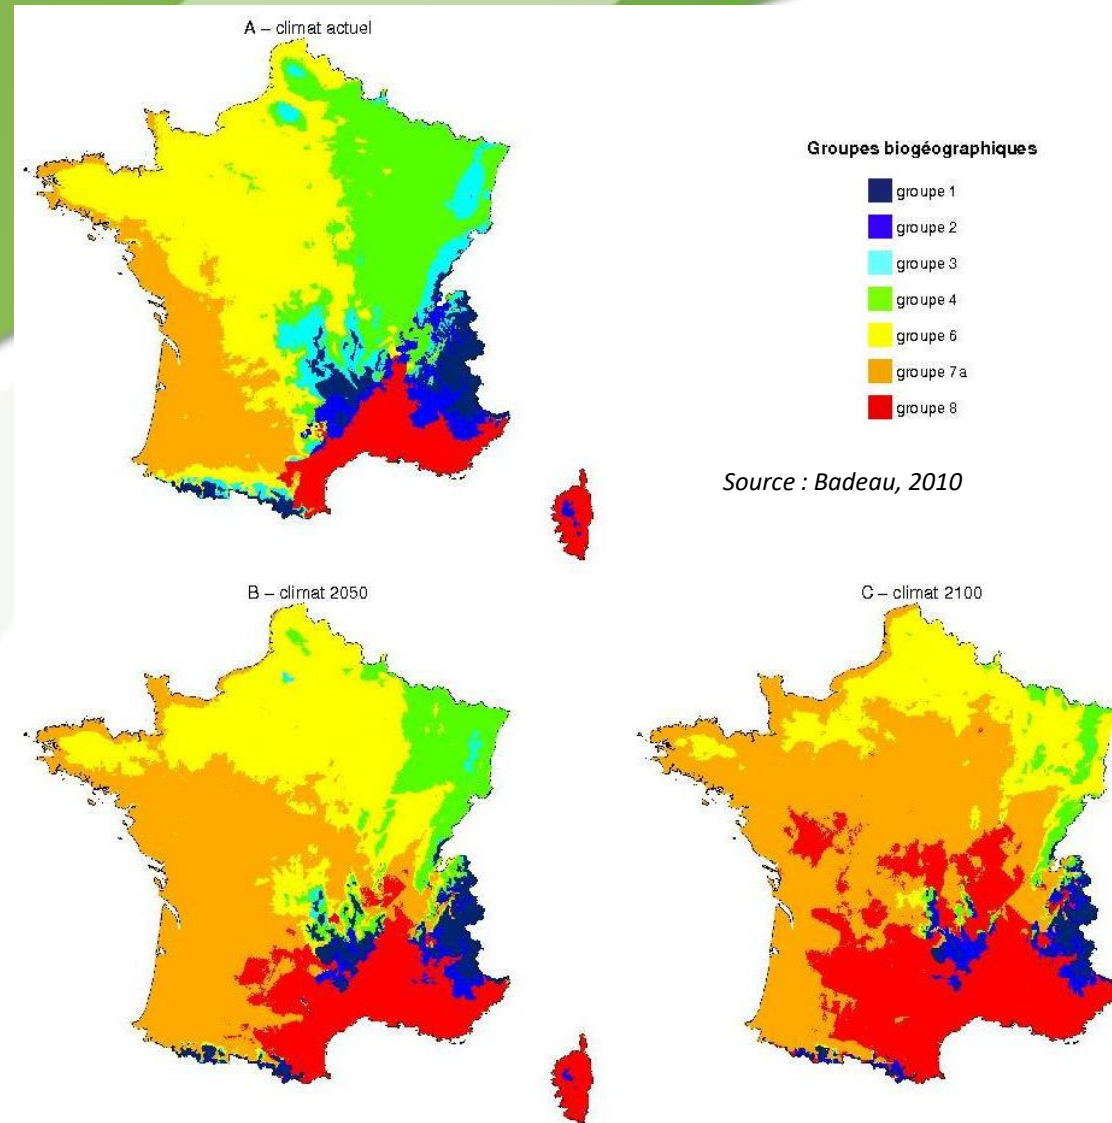 A – climat actuel
Groupes biogéographiques
groupe 1
groupe 2
groupe 3
groupe 4
groupe 6
groupe 7a
groupe 8
Source : Badeau, 2010
B – climat 2050
C – climat 2100